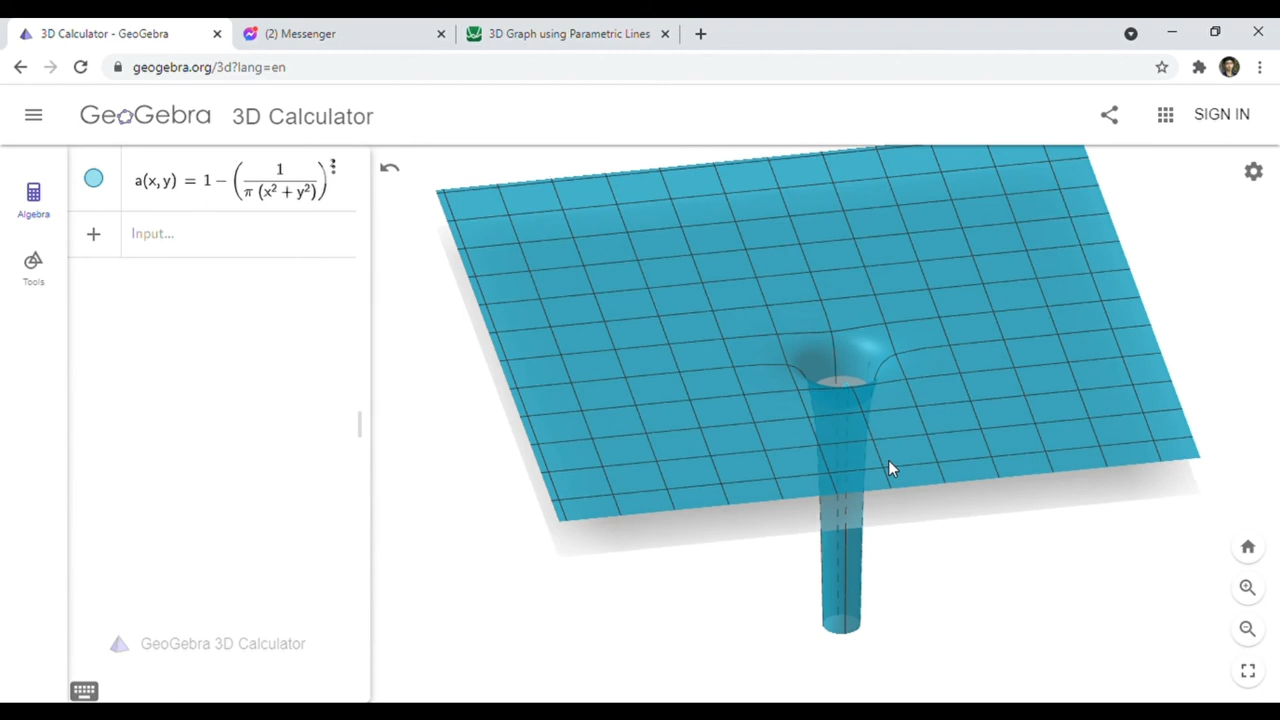 3D Calculator - GeoGebra
(2) Messenger
3D Graph using Parametric Lines
geogebra.org/3d?lang=en
GeoGebra 3D Calculator
SIGN IN
Algebra
Tools
a(x, y) = 1 − (1 / π (x² + y²))
Input...
GeoGebra 3D Calculator